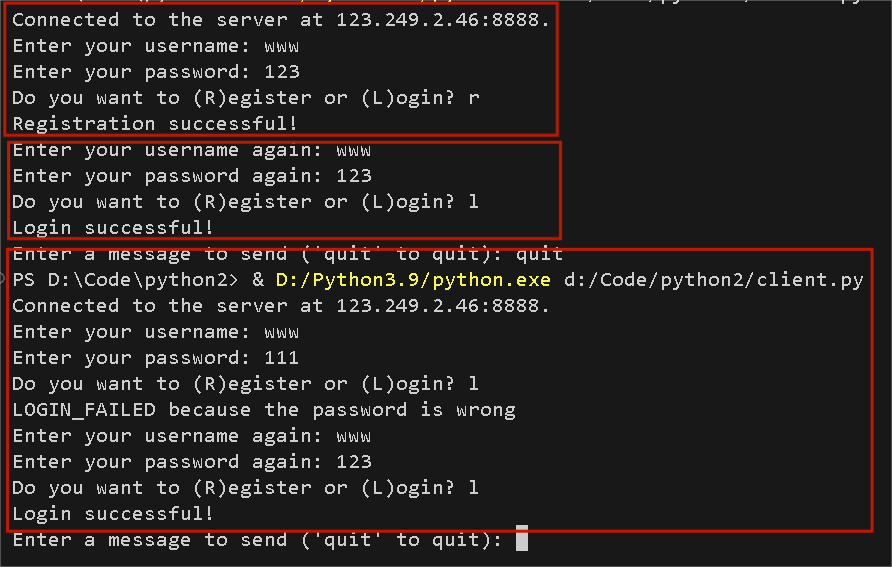 Connected to the server at 123.249.2.46:8888.
Enter your username: www
Enter your password: 123
Do you want to (R)egister or (L)ogin? r
Registration successful!
Enter your username again: www
Enter your password again: 123
Do you want to (R)egister or (L)ogin? l
Login successful!
Enter a message to send ('quit' to quit): quit
PS D:\Code\python2> & D:/Python3.9/python.exe d:/Code/python2/client.py
Connected to the server at 123.249.2.46:8888.
Enter your username: www
Enter your password: 111
Do you want to (R)egister or (L)ogin? l
LOGIN_FAILED because the password is wrong
Enter your username again: www
Enter your password again: 123
Do you want to (R)egister or (L)ogin? l
Login successful!
Enter a message to send ('quit' to quit):